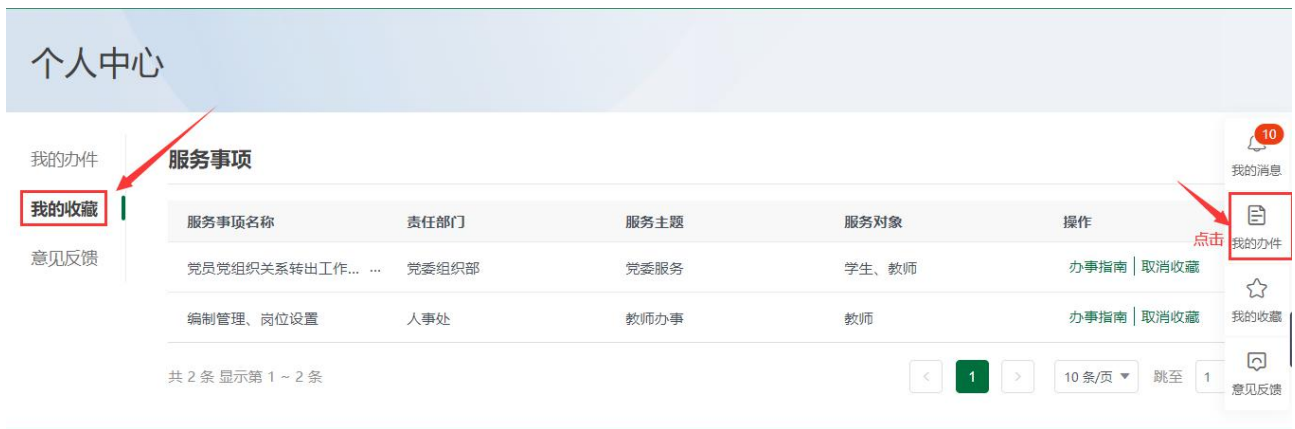 个人中心
我的办件
我的收藏
意见反馈
服务事项
服务事项名称 责任部门 服务主题 服务对象 操作
党员党组织关系转出工作... ... 党委组织部 党委服务 学生、教师 办事指南 | 取消收藏
编制管理、岗位设置 人事处 教师办事 教师 办事指南 | 取消收藏
共 2 条 显示第 1 ~ 2 条 < 1 > 10 条/页 跳至 1
10
我的消息
点击
我的办件
我的收藏
意见反馈